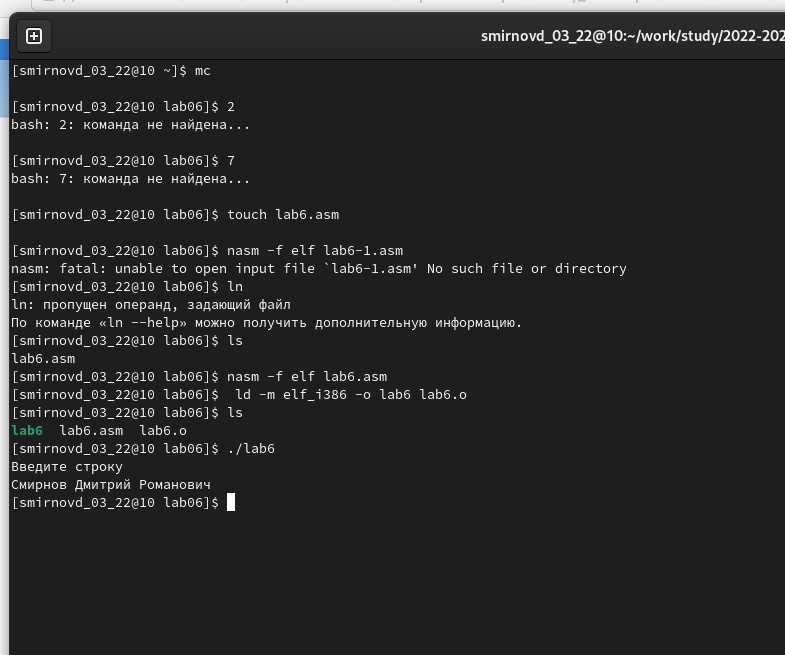 smirnovd_03_22@10:~/work/study/2022-202
[smirnovd_03_22@10 ~]$ mc
[smirnovd_03_22@10 lab06]$ 2
bash: 2: команда не найдена...
[smirnovd_03_22@10 lab06]$ 7
bash: 7: команда не найдена...
[smirnovd_03_22@10 lab06]$ touch lab6.asm
[smirnovd_03_22@10 lab06]$ nasm -f elf lab6-1.asm
nasm: fatal: unable to open input file `lab6-1.asm' No such file or directory
[smirnovd_03_22@10 lab06]$ ln
ln: пропущен операнд, задающий файл
По команде «ln --help» можно получить дополнительную информацию.
[smirnovd_03_22@10 lab06]$ ls
lab6.asm
[smirnovd_03_22@10 lab06]$ nasm -f elf lab6.asm
[smirnovd_03_22@10 lab06]$  ld -m elf_i386 -o lab6 lab6.o
[smirnovd_03_22@10 lab06]$ ls
lab6  lab6.asm  lab6.o
[smirnovd_03_22@10 lab06]$ ./lab6
Введите строку
Смирнов Дмитрий Романович
[smirnovd_03_22@10 lab06]$